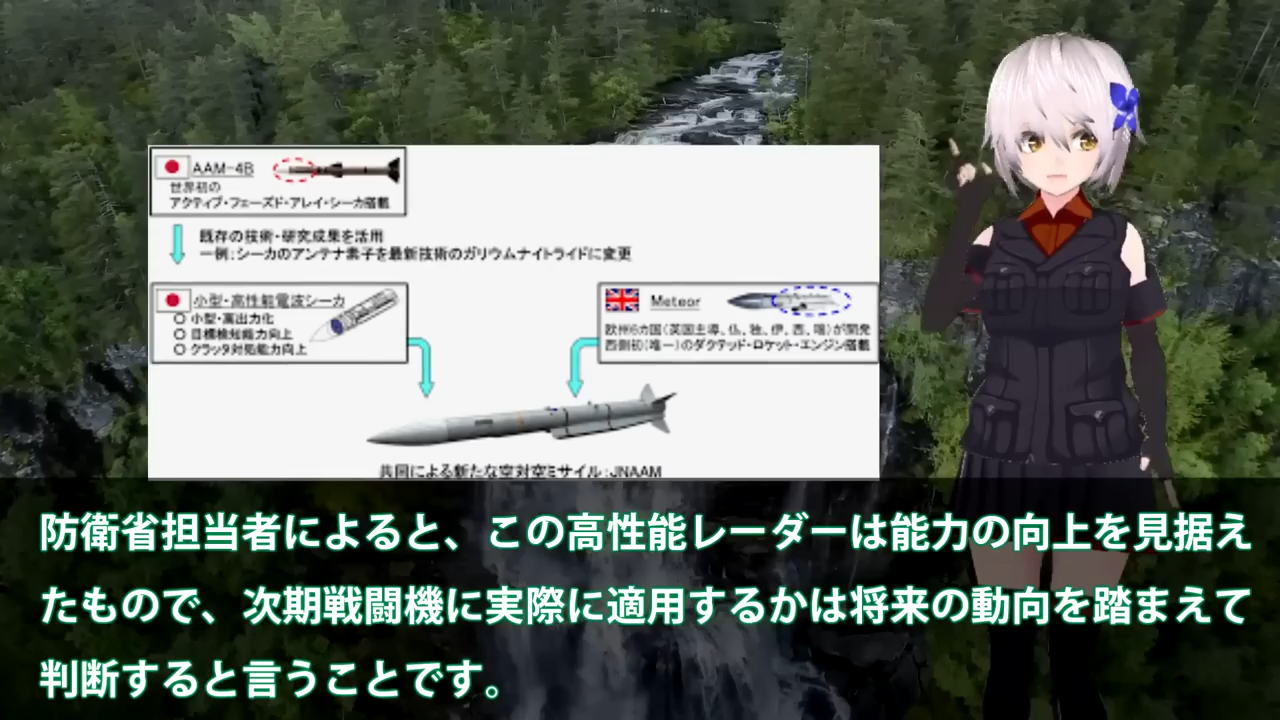 AAM-4B
世界初の
アクティブ・フェーズド・アレイ・シーカ搭載
既存の技術・研究成果を活用
一例:シーカのアンテナ素子を最新技術のガリウムナイトライドに変更
小型・高性能電波シーカ
○ 小型・高出力化
○ 目標検知能力向上
○ クラッタ対処能力向上
Meteor
欧州6カ国(英国主導、仏、独、伊、西、瑞)が開発
西側初(唯一)のダクテッド・ロケット・エンジン搭載
共同による新たな空対空ミサイル:JNAAM
防衛省担当者によると、この高性能レーダーは能力の向上を見据え
たもので、次期戦闘機に実際に適用するかは将来の動向を踏まえて
判断すると言うことです。